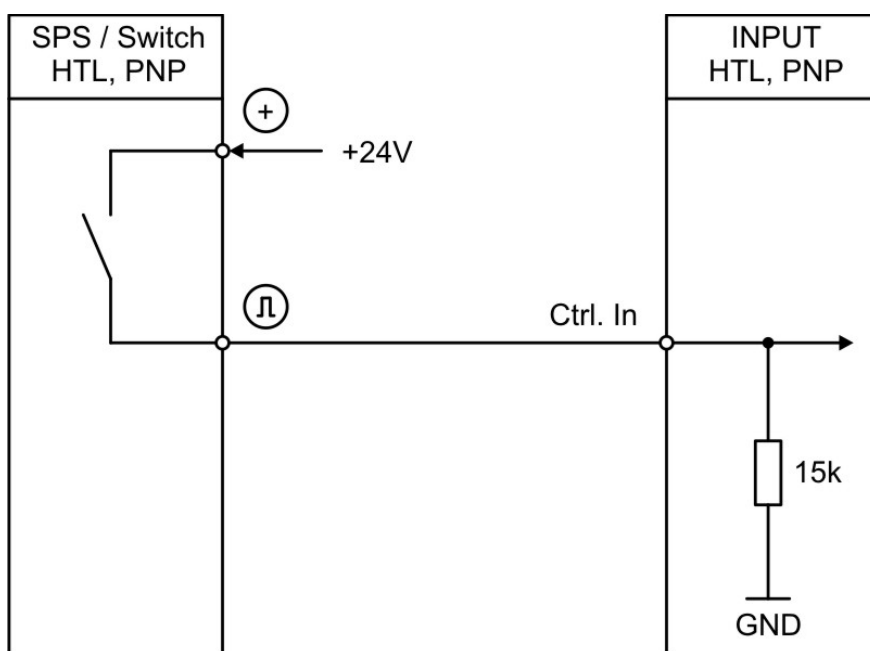 SPS / Switch
HTL, PNP
INPUT
HTL, PNP
+
+24V
Ctrl. In
15k
GND